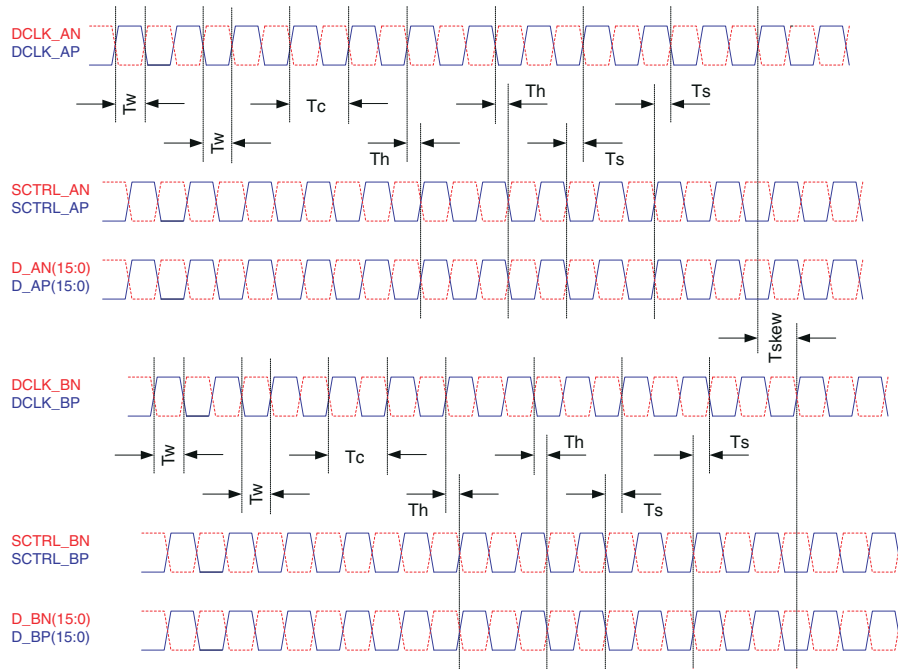 DCLK_AN
DCLK_AP
Tw
Tc
Th
Ts
Tw
Th
Ts
SCTRL_AN
SCTRL_AP
D_AN(15:0)
D_AP(15:0)
Tskew
DCLK_BN
DCLK_BP
Tw
Tc
Th
Ts
Tw
Th
Ts
SCTRL_BN
SCTRL_BP
D_BN(15:0)
D_BP(15:0)